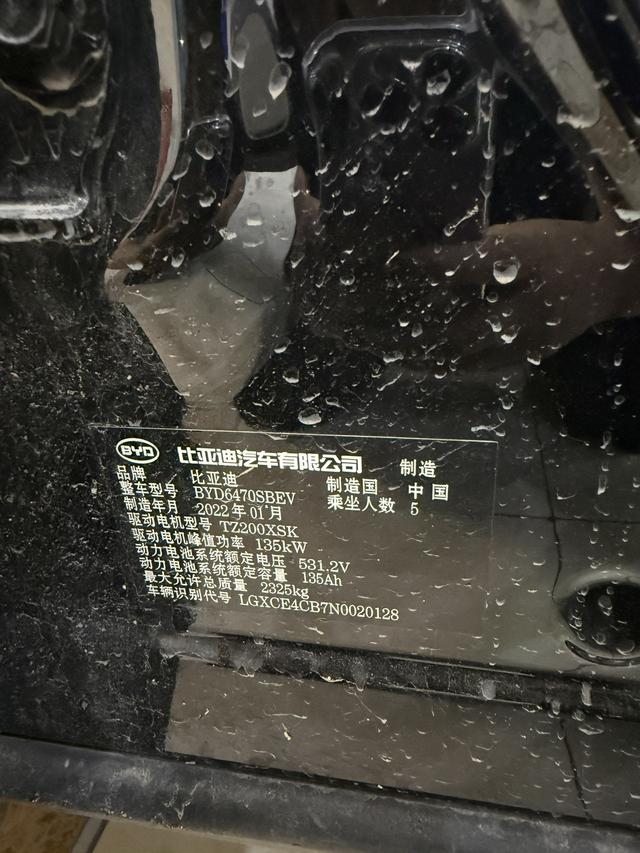 BYD 比亚迪汽车有限公司 制造
品牌 比亚迪 制造国 中国
整车型号 BYD6470SBEV 乘坐人数 5
制造年月 2022年01月
驱动电机型号 TZ200XSK
驱动电机峰值功率 135kW
动力电池系统额定电压 531.2V
动力电池系统额定容量 135Ah
最大允许总质量 2325kg
车辆识别代号 LGXCE4CB7N0020128